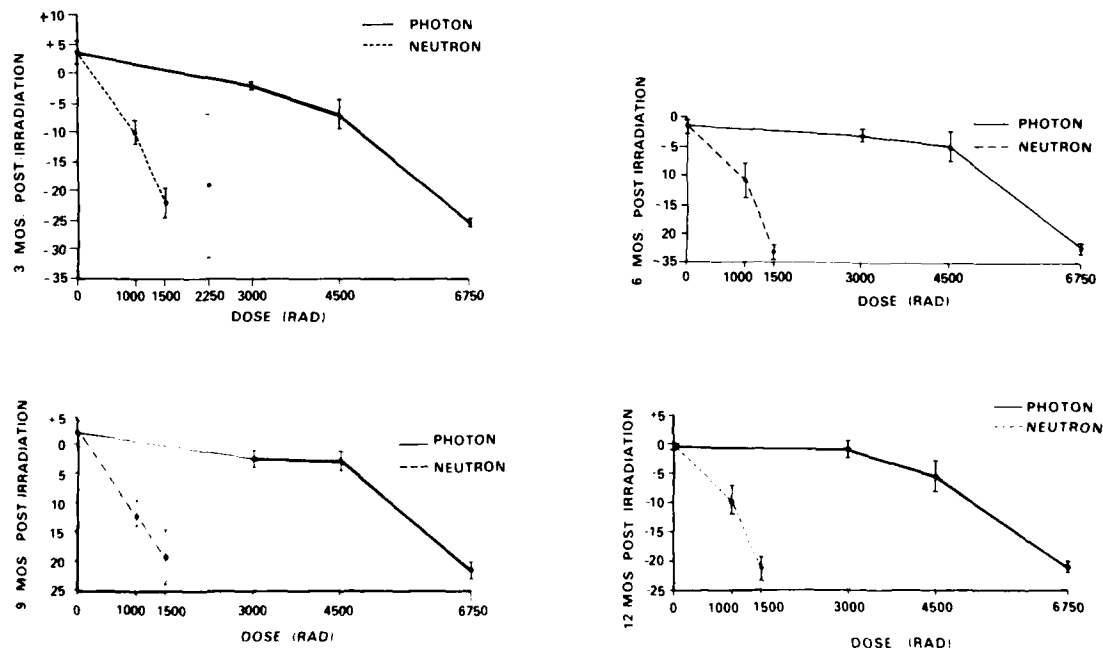 3 MOS. POST-IRRADIATION
+10
+5
0
-5
-10
-15
-20
-25
-30
-35
PHOTON
NEUTRON
0 1000 1500 2250 3000 4500 6750
DOSE (RAD)
6 MOS. POST IRRADIATION
0
-5
10
-15
20
-35
PHOTON
NEUTRON
0 1000 1500 3000 4500 6750
DOSE (RAD)
9 MOS POST IRRADIATION
+5
0
5
10
15
20
25
PHOTON
NEUTRON
0 1000 1500 3000 4500 6750
DOSE (RAD)
12 MOS POST IRRADIATION
+5
0
-5
-10
-15
-20
-25
PHOTON
NEUTRON
0 1000 1500 3000 4500 6750
DOSE (RAD)